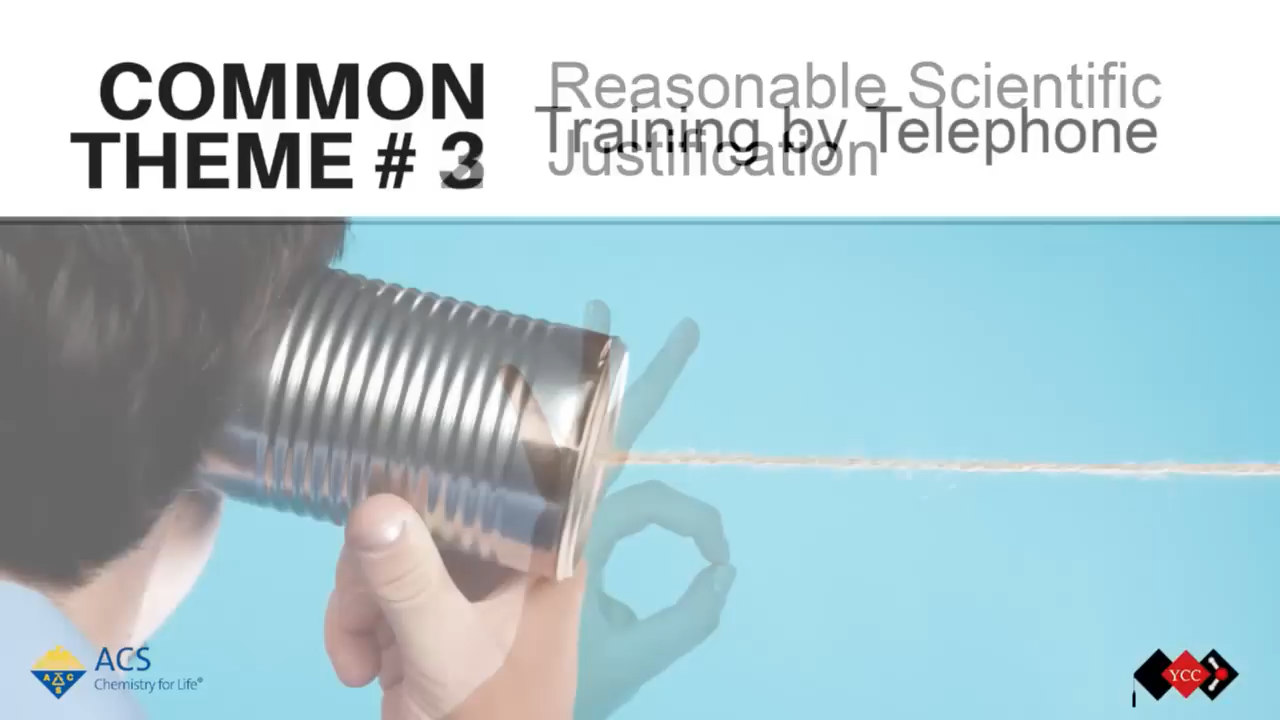 COMMON
THEME # 3
Reasonable Scientific
Training by Telephone
Justification
ACS
Chemistry for Life®
A C S
YCC